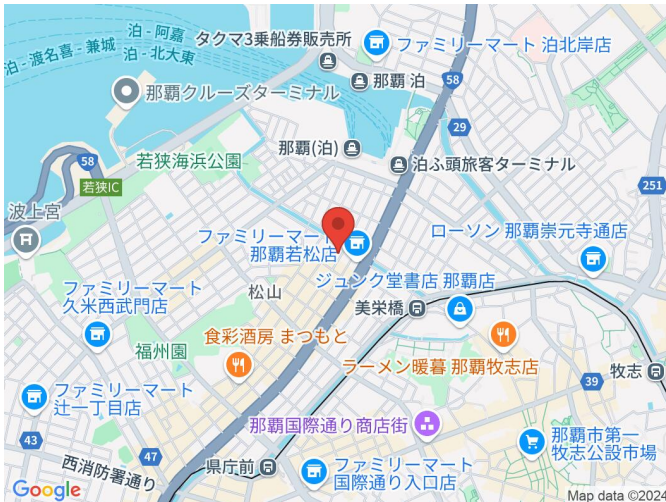 泊 - 阿嘉
泊 - 渡名喜 - 兼城
泊 - 北大東
タクマ3乗船券販売所
ファミリーマート 泊北岸店
那覇 泊
58
那覇クルーズターミナル
29
那覇(泊)
若狭海浜公園
泊ふ頭旅客ターミナル
58
若狭IC
251
波上宮
ファミリーマート
那覇若松店
ローソン 那覇崇元寺通店
ジュンク堂書店 那覇店
松山
ファミリーマート
久米西武門店
美栄橋
福州園
食彩酒房 まつもと
ラーメン暖暮 那覇牧志店
牧志
39
ファミリーマート
辻一丁目店
那覇国際通り商店街
43
47
那覇市第一
牧志公設市場
西消防署通り
県庁前
ファミリーマート
国際通り入口店
Google
Map data ©2024